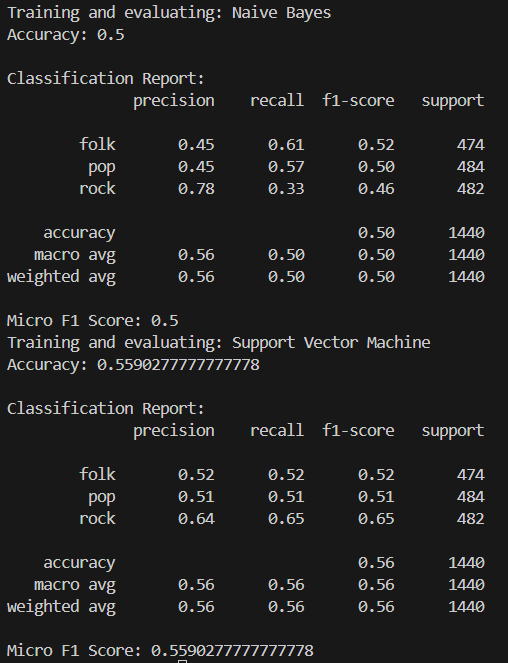 Training and evaluating: Naive Bayes
Accuracy: 0.5
Classification Report:
precision recall f1-score support
folk 0.45 0.61 0.52 474
pop 0.45 0.57 0.50 484
rock 0.78 0.33 0.46 482
accuracy 0.50 1440
macro avg 0.56 0.50 0.50 1440
weighted avg 0.56 0.50 0.50 1440
Micro F1 Score: 0.5
Training and evaluating: Support Vector Machine
Accuracy: 0.5590277777777778
Classification Report:
precision recall f1-score support
folk 0.52 0.52 0.52 474
pop 0.51 0.51 0.51 484
rock 0.64 0.65 0.65 482
accuracy 0.56 1440
macro avg 0.56 0.56 0.56 1440
weighted avg 0.56 0.56 0.56 1440
Micro F1 Score: 0.5590277777777778